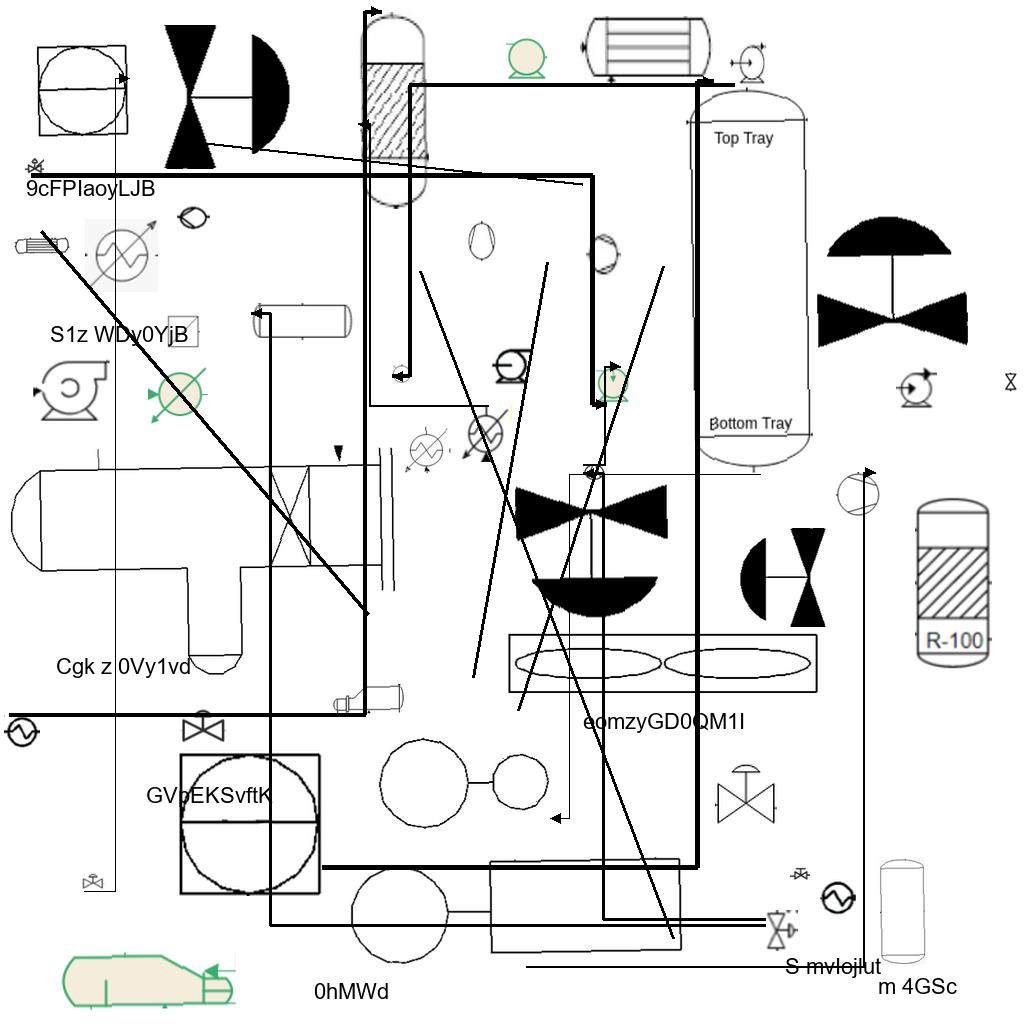 Top Tray
9cFPIaoyLJB
S1z WDy0YjB
Bottom Tray
R-100
Cgk z 0Vy1vd
eomzyGD0QM1I
GVpEKSvftK
S mvlojlut
m 4GSc
0hMWd